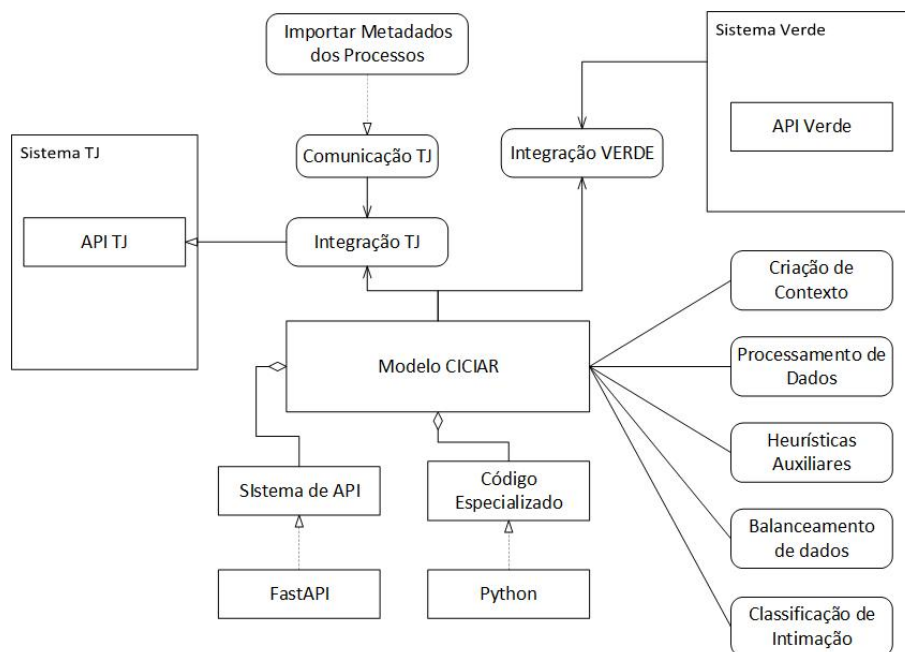 Importar Metadados
dos Processos
Sistema Verde
API Verde
Sistema TJ
Comunicação TJ
Integração VERDE
API TJ
Integração TJ
Criação de
Contexto
Modelo CICIAR
Processamento de
Dados
Heurísticas
Auxiliares
SIstema de API
Código
Especializado
Balanceamento
de dados
FastAPI
Python
Classificação de
Intimação